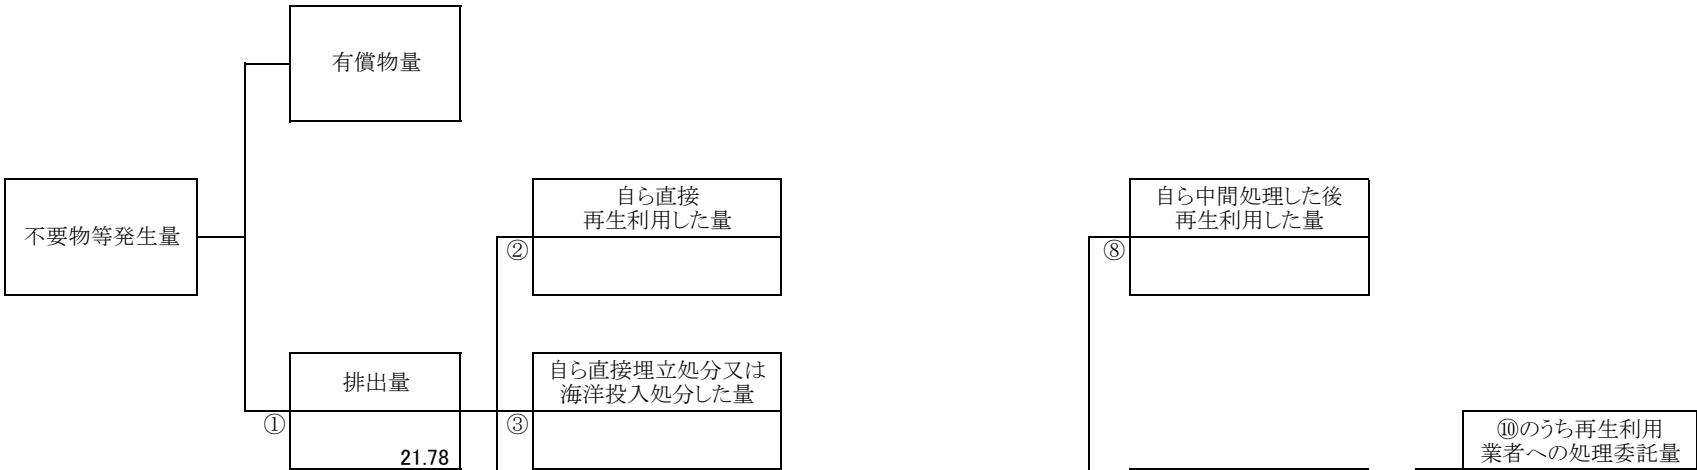 有償物量
不要物等発生量
自ら直接
再生利用した量
②
自ら中間処理した後
再生利用した量
⑧
排出量
①
21.78
自ら直接埋立処分又は
海洋投入処分した量
③
⑩のうち再生利用
業者への処理委託量